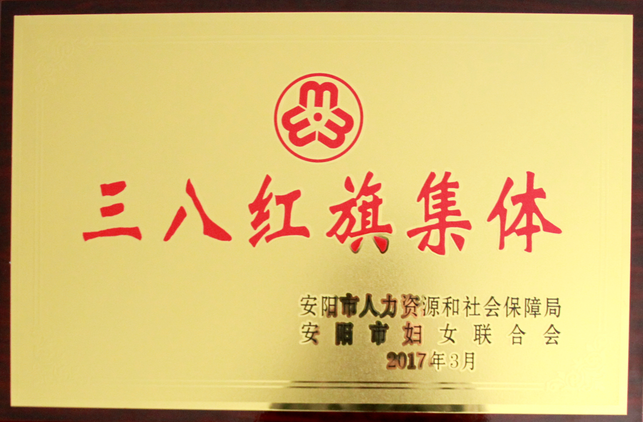 三八红旗集体
安阳市人力资源和社会保障局
安阳市妇女联合会
2017年3月